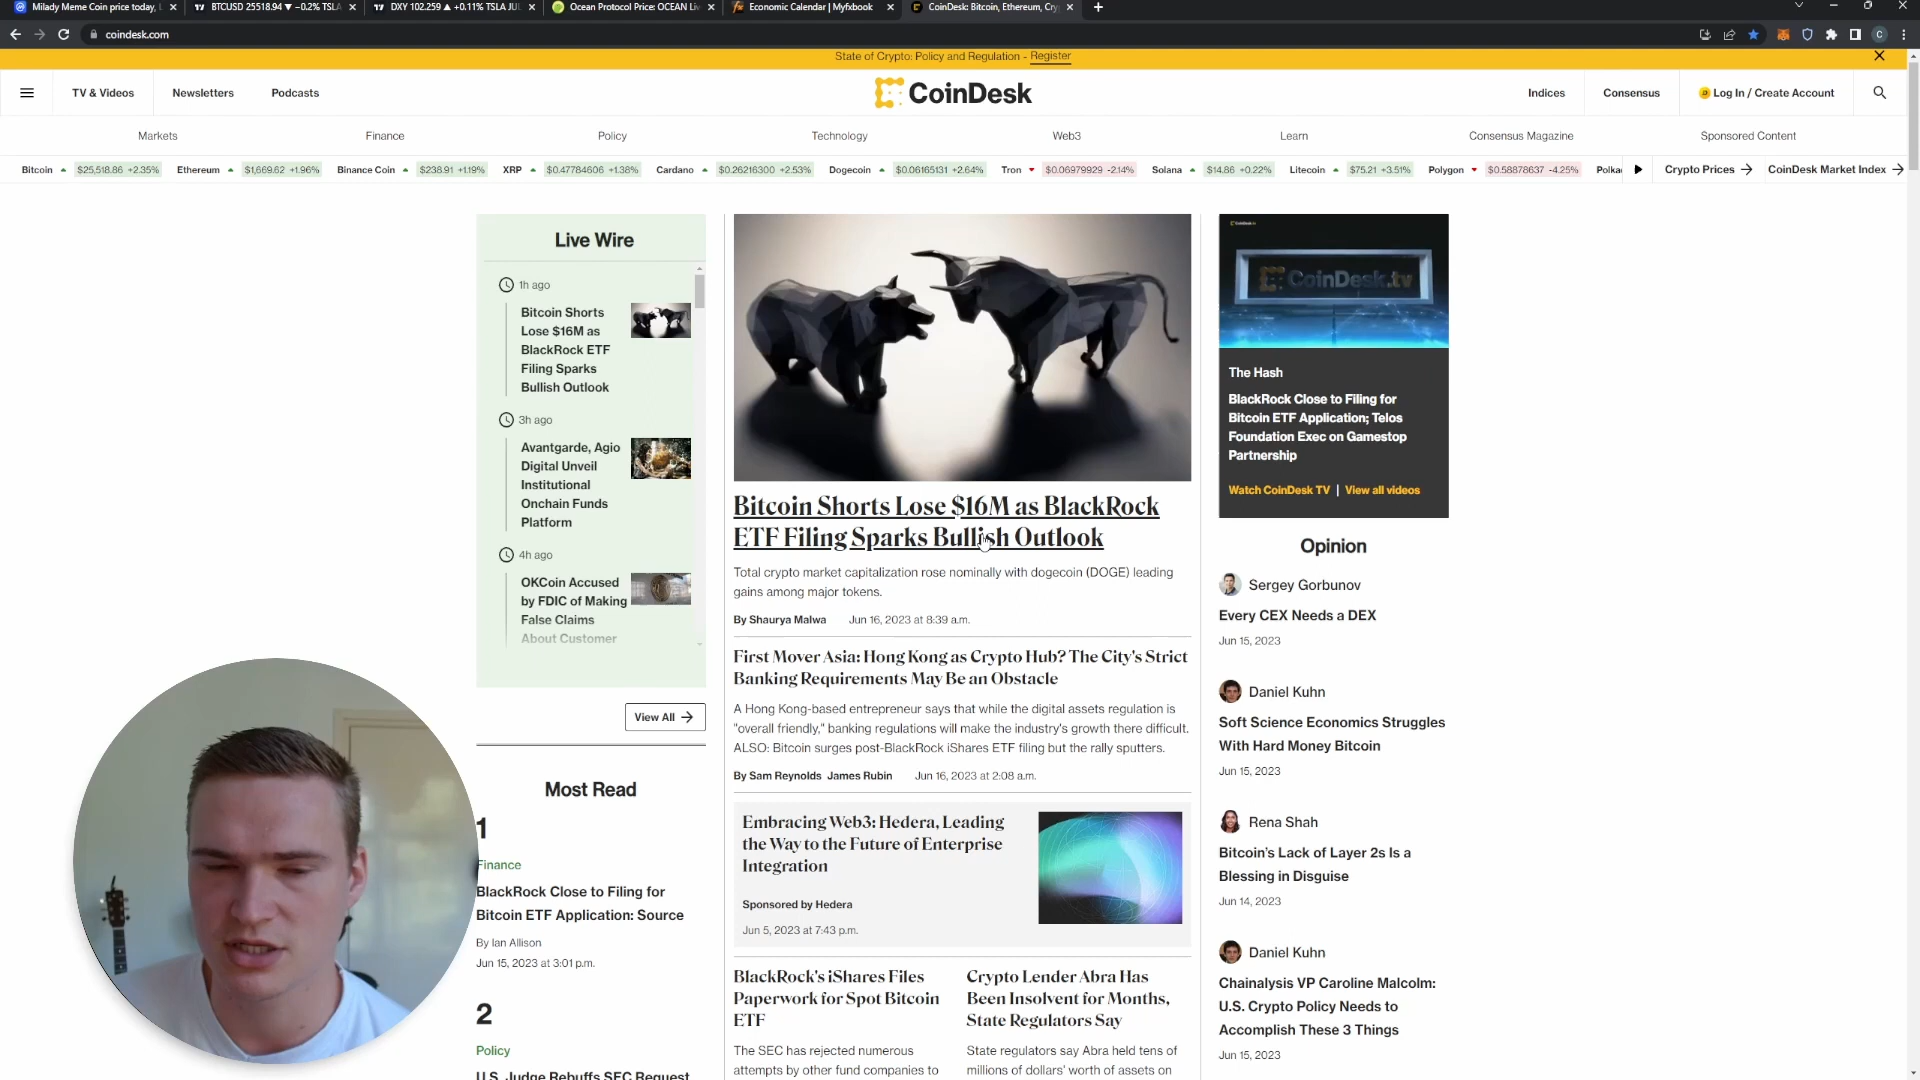 Milady Meme Coin price today,
BTCUSD 25518.94 ▼ −0.2% TSLA
DXY 102.259 ▲ +0.11% TSLA JUL
Ocean Protocol Price: OCEAN Li
Economic Calendar | Myfxbook
CoinDesk: Bitcoin, Ethereum, Cry
coindesk.com
State of Crypto: Policy and Regulation - Register
TV & Videos
Newsletters
Podcasts
CoinDesk
Indices
Consensus
Log In / Create Account
Markets
Finance
Policy
Technology
Web3
Learn
Consensus Magazine
Sponsored Content
Bitcoin $25,518.86 +2.35% Ethereum $1,669.62 +1.96% Binance Coin $238.91 +1.19% XRP $0.47784606 +1.38% Cardano $0.26216300 +2.53% Dogecoin $0.06165131 +2.64% Tron $0.06979929 -2.14% Solana $14.86 +0.22% Litecoin $75.21 +3.51% Polygon $0.58878637 -4.25% Polka
Crypto Prices
CoinDesk Market Index
Live Wire
1h ago
Bitcoin Shorts
Lose $16M as
BlackRock ETF
Filing Sparks
Bullish Outlook
3h ago
Avantgarde, Agio
Digital Unveil
Institutional
Onchain Funds
Platform
4h ago
OKCoin Accused
by FDIC of Making
False Claims
About Customer
View All
Most Read
1
Finance
BlackRock Close to Filing for
Bitcoin ETF Application: Source
By Ian Allison
Jun 15, 2023 at 3:01 p.m.
2
Policy
U.S. Judge Rebuffs SEC Request
Bitcoin Shorts Lose $16M as BlackRock
ETF Filing Sparks Bullish Outlook
Total crypto market capitalization rose nominally with dogecoin (DOGE) leading
gains among major tokens.
By Shaurya Malwa Jun 16, 2023 at 8:39 a.m.
First Mover Asia: Hong Kong as Crypto Hub? The City's Strict
Banking Requirements May Be an Obstacle
A Hong Kong-based entrepreneur says that while the digital assets regulation is
"overall friendly," banking regulations will make the industry's growth there difficult.
ALSO: Bitcoin surges post-BlackRock iShares ETF filing but the rally sputters.
By Sam Reynolds James Rubin Jun 16, 2023 at 2:08 a.m.
Embracing Web3: Hedera, Leading
the Way to the Future of Enterprise
Integration
Sponsored by Hedera
Jun 5, 2023 at 7:43 p.m.
BlackRock's iShares Files
Paperwork for Spot Bitcoin
ETF
The SEC has rejected numerous
attempts by other fund companies to
Crypto Lender Abra Has
Been Insolvent for Months,
State Regulators Say
State regulators say Abra held tens of
millions of dollars' worth of assets on
CoinDesk.tv
The Hash
BlackRock Close to Filing for
Bitcoin ETF Application; Telos
Foundation Exec on Gamestop
Partnership
Watch CoinDesk TV | View all videos
Opinion
Sergey Gorbunov
Every CEX Needs a DEX
Jun 15, 2023
Daniel Kuhn
Soft Science Economics Struggles
With Hard Money Bitcoin
Jun 15, 2023
Rena Shah
Bitcoin's Lack of Layer 2s Is a
Blessing in Disguise
Jun 14, 2023
Daniel Kuhn
Chainalysis VP Caroline Malcolm:
U.S. Crypto Policy Needs to
Accomplish These 3 Things
Jun 15, 2023